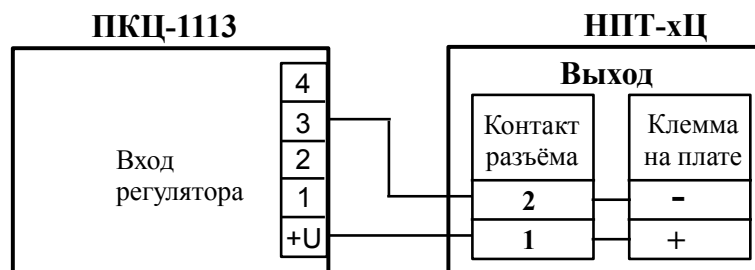 ПКЦ-1113
Вход
регулятора
4
3
2
1
+U
НПТ-хЦ
Выход
Контакт
разъёма
Клемма
на плате
2
-
1
+